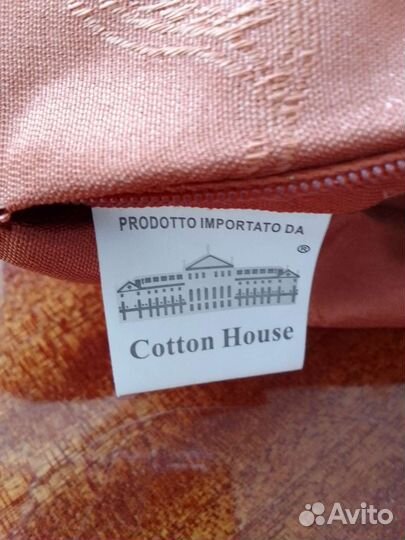 PRODOTTO IMPORTATO DA
®
Cotton House
Avito